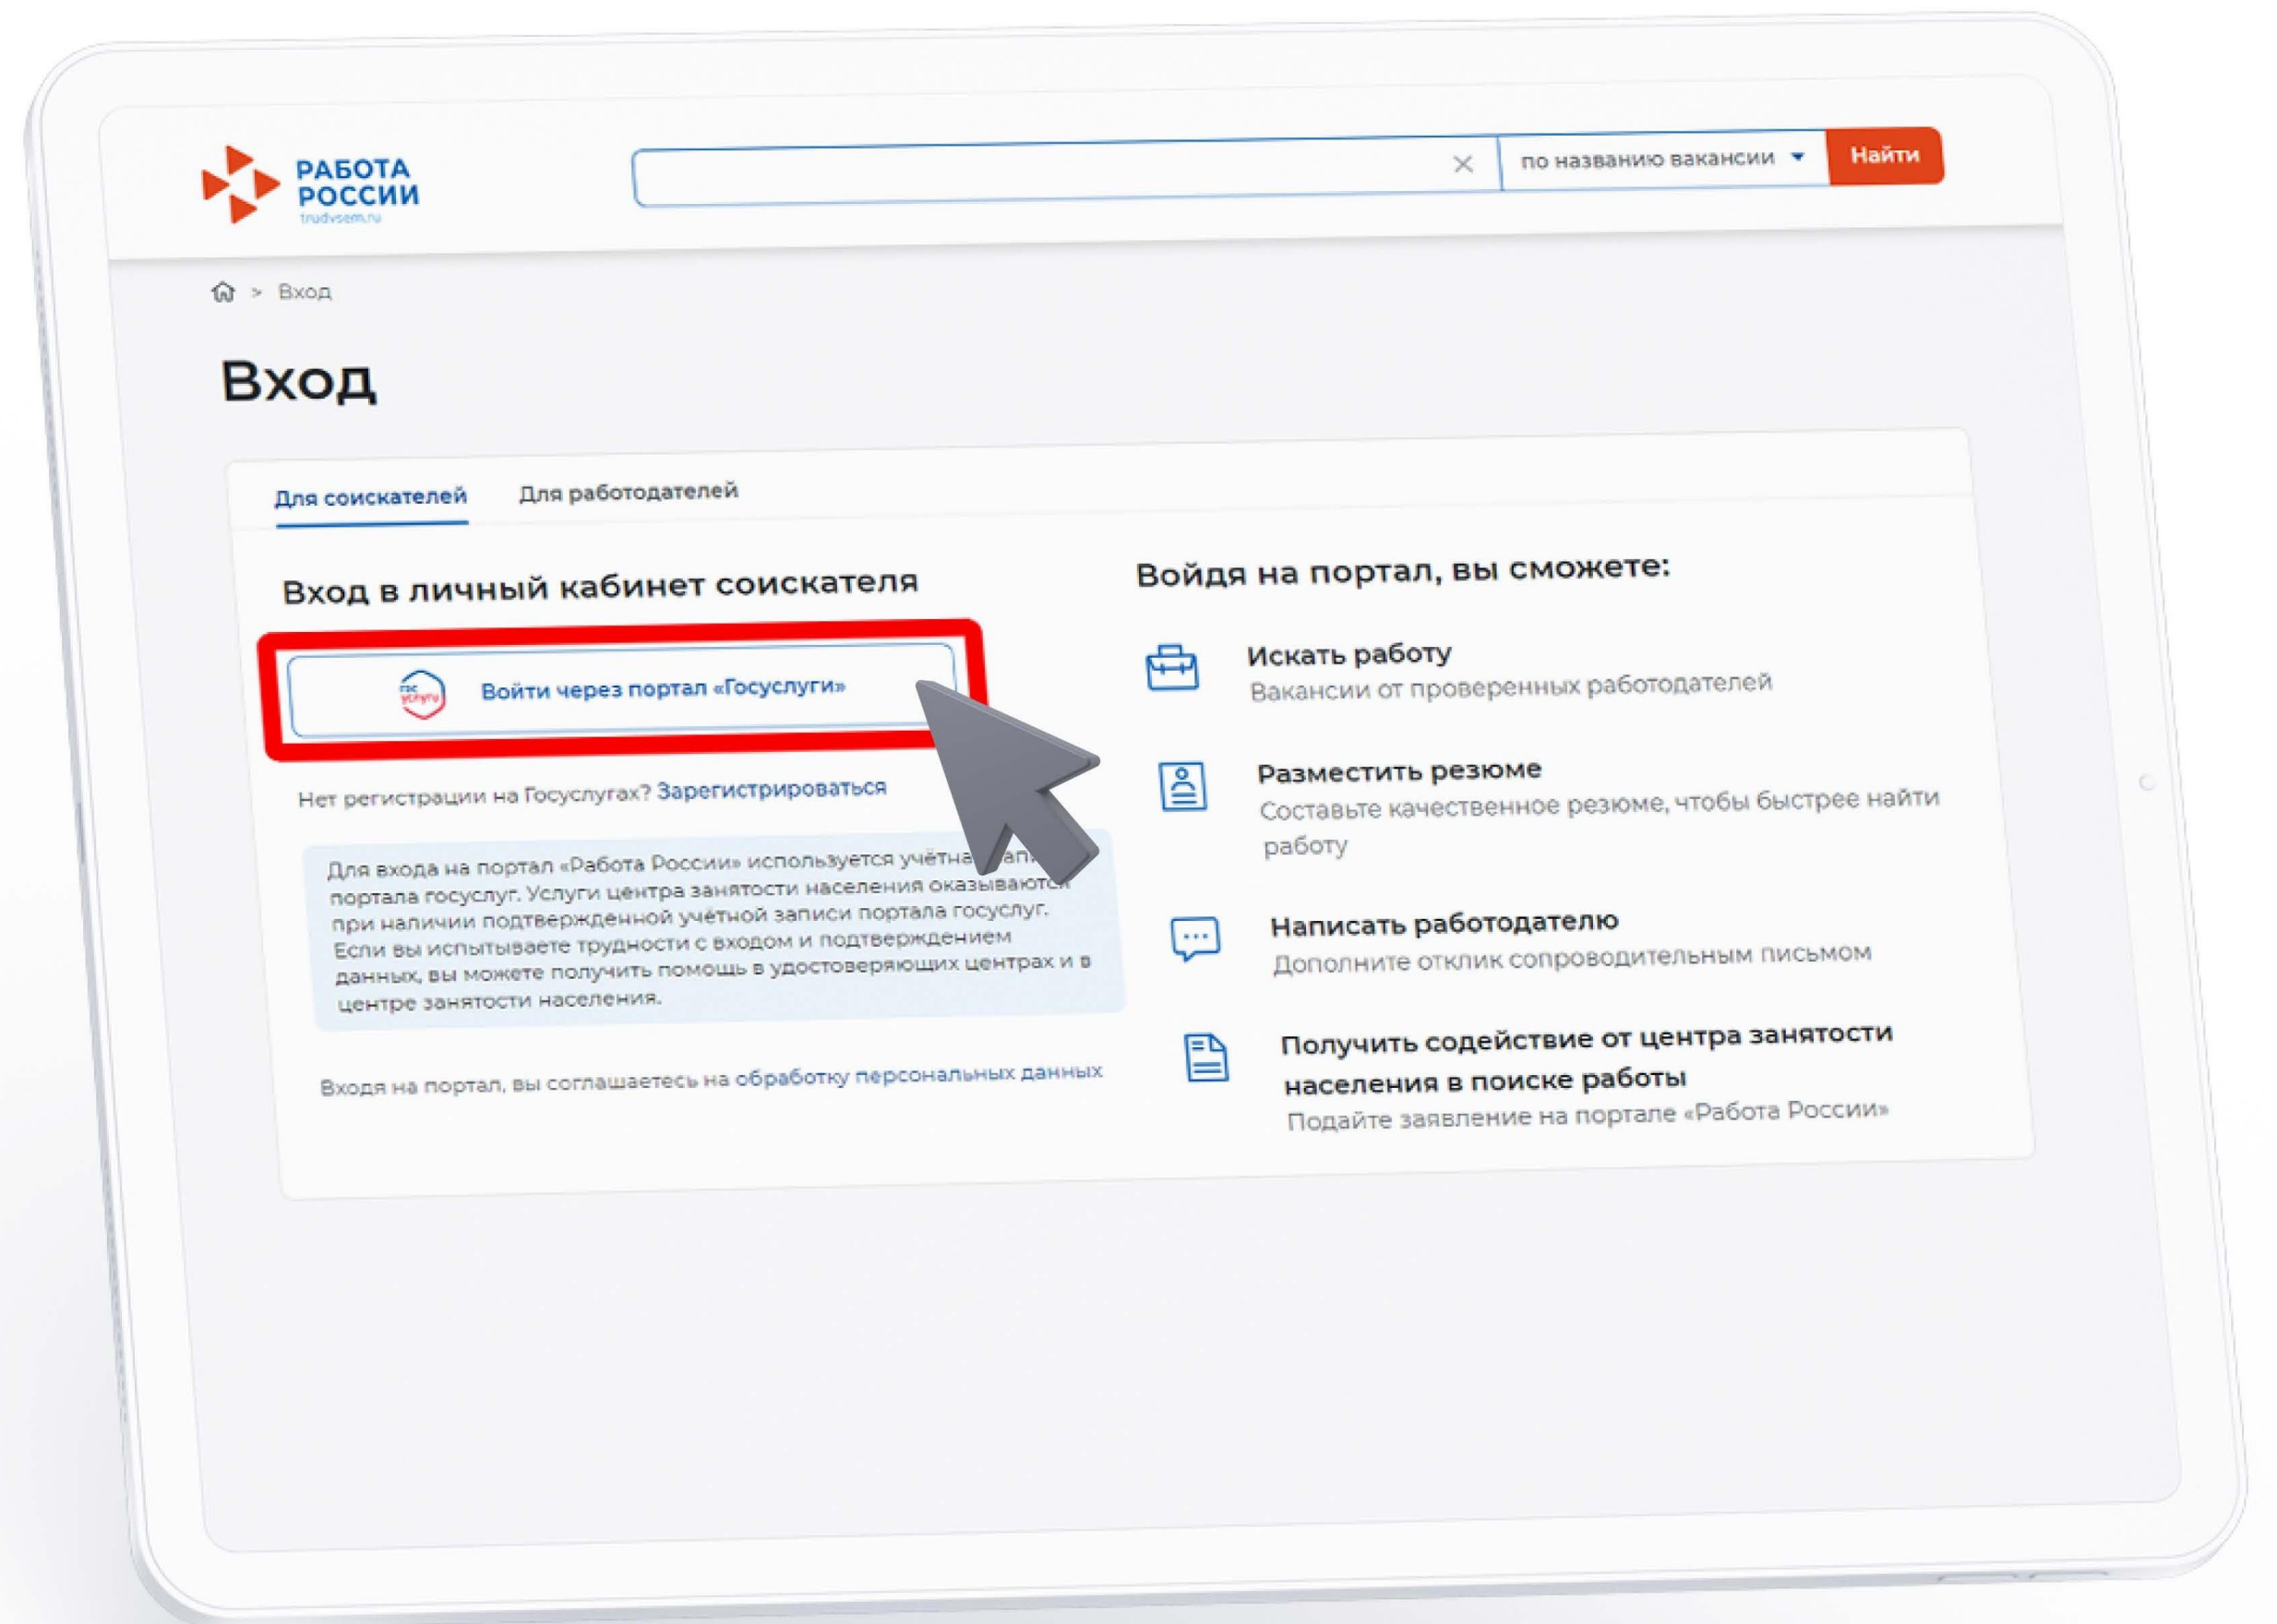 РАБОТА
РОССИИ
trudvsem.ru
по названию вакансии
Найти
> Вход
Вход
Для соискателей Для работодателей
Вход в личный кабинет соискателя
гос
услуги
Войти через портал «Госуслуги»
Нет регистрации на Госуслугах? Зарегистрироваться
Для входа на портал «Работа России» используется
портала госуслуг. Услуги центра занятости населения оказываются
при наличии подтвержденной учётной записи портала госуслуг.
Если вы испытываете трудности с входом и подтверждением
данных, вы можете получить помощь в удостоверяющих центрах и в
центре занятости населения.
Входя на портал, вы соглашаетесь на обработку персональных данных
Войдя на портал, вы сможете:
Искать работу
Вакансии от проверенных работодателей
Разместить резюме
Составьте качественное резюме, чтобы быстрее найти
работу
Написать работодателю
Дополните отклик сопроводительным письмом
Получить содействие от центра занятости
населения в поиске работы
Подайте заявление на портале «Работа России»